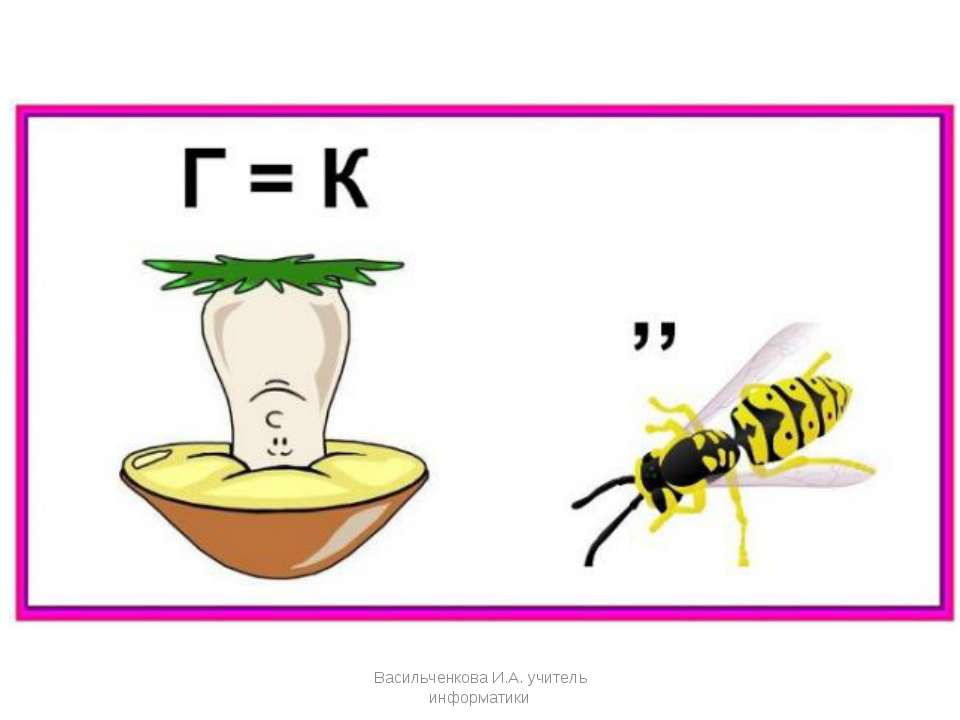 Г = К
,,
Васильченкова И.А. учитель
информатики